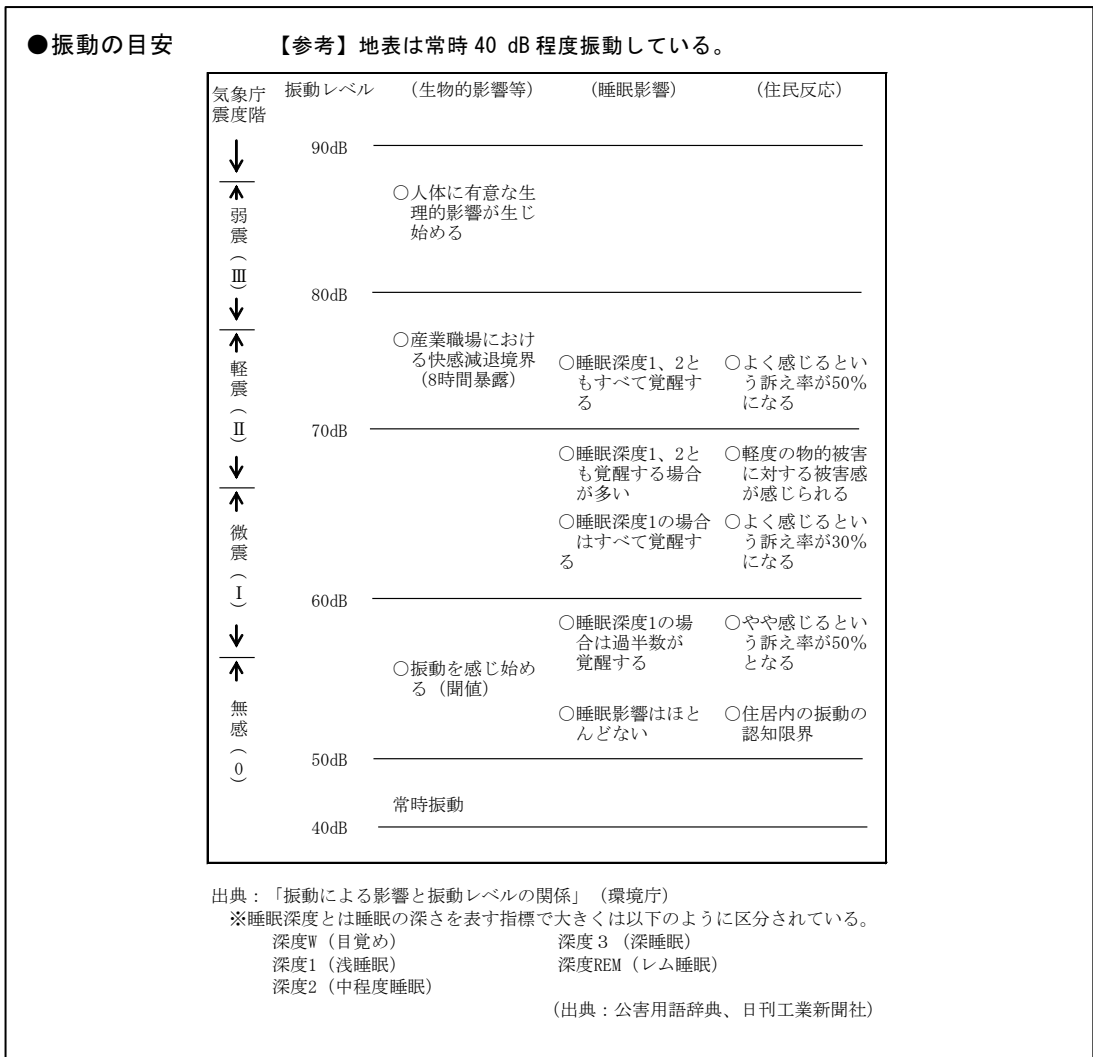 ●振動の目安　【参考】地表は常時 40 dB 程度振動している。
気象庁
震度階
振動レベル　(生物的影響等)　(睡眠影響)　(住民反応)
90dB
弱震(Ⅲ)
○人体に有意な生
理的影響が生じ
始める
80dB
軽震(Ⅱ)
○産業職場におけ
る快感減退境界
(8時間暴露)
○睡眠深度1、2と
もすべて覚醒す
る
○よく感じるとい
う訴え率が50%
になる
70dB
微震(Ⅰ)
○睡眠深度1、2と
も覚醒する場合
が多い
○睡眠深度1の場合
はすべて覚醒す
る
○軽度の物的被害
に対する被害感
が感じられる
○よく感じるとい
う訴え率が30%
になる
60dB
無感(0)
○振動を感じ始め
る（聞値）
○睡眠深度1の場
合は過半数が
覚醒する
○睡眠影響はほと
んどない
○やや感じるとい
う訴え率が50%
となる
○住居内の振動の
認知限界
50dB
常時振動
40dB
出典：「振動による影響と振動レベルの関係」（環境庁）
※睡眠深度とは睡眠の深さを表す指標で大きくは以下のように区分されている。
深度W（目覚め）　深度３（深睡眠）
深度1（浅睡眠）　深度REM（レム睡眠）
深度2（中程度睡眠）
(出典：公害用語辞典、日刊工業新聞社)